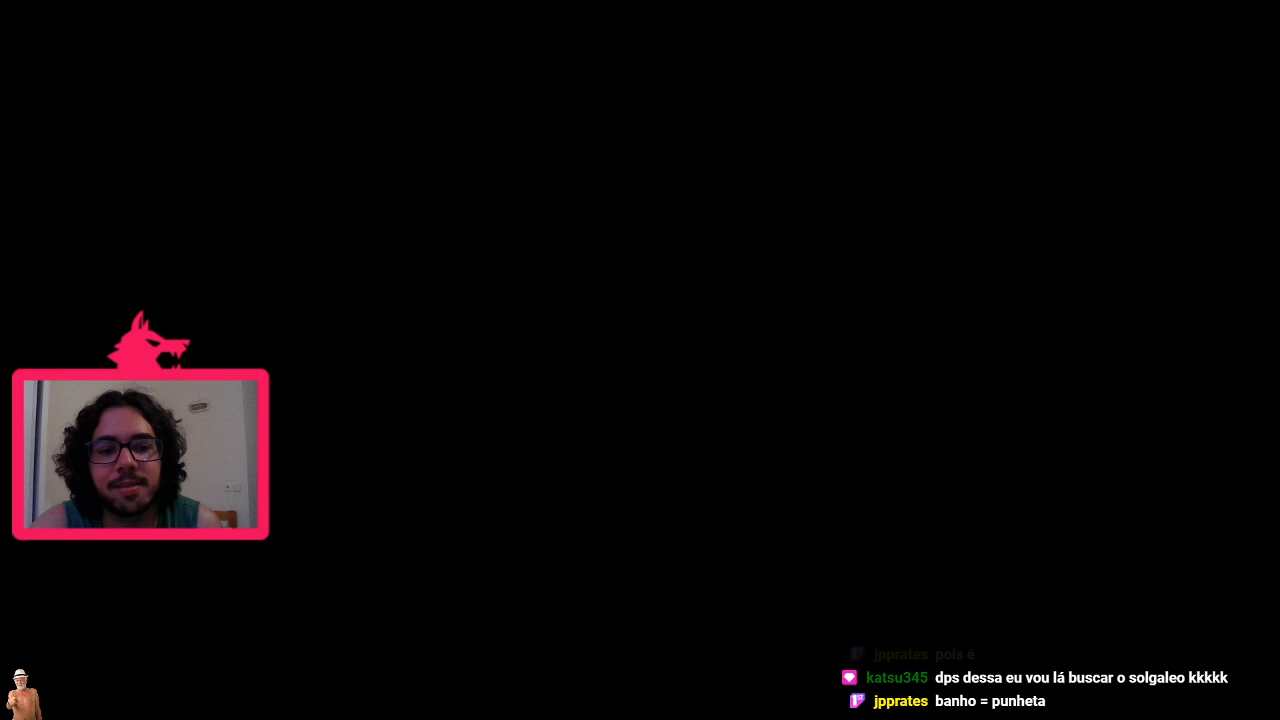 jpprates pois é
katsu345 dps dessa eu vou lá buscar o solgaleo kkkkk
jpprates banho = punheta